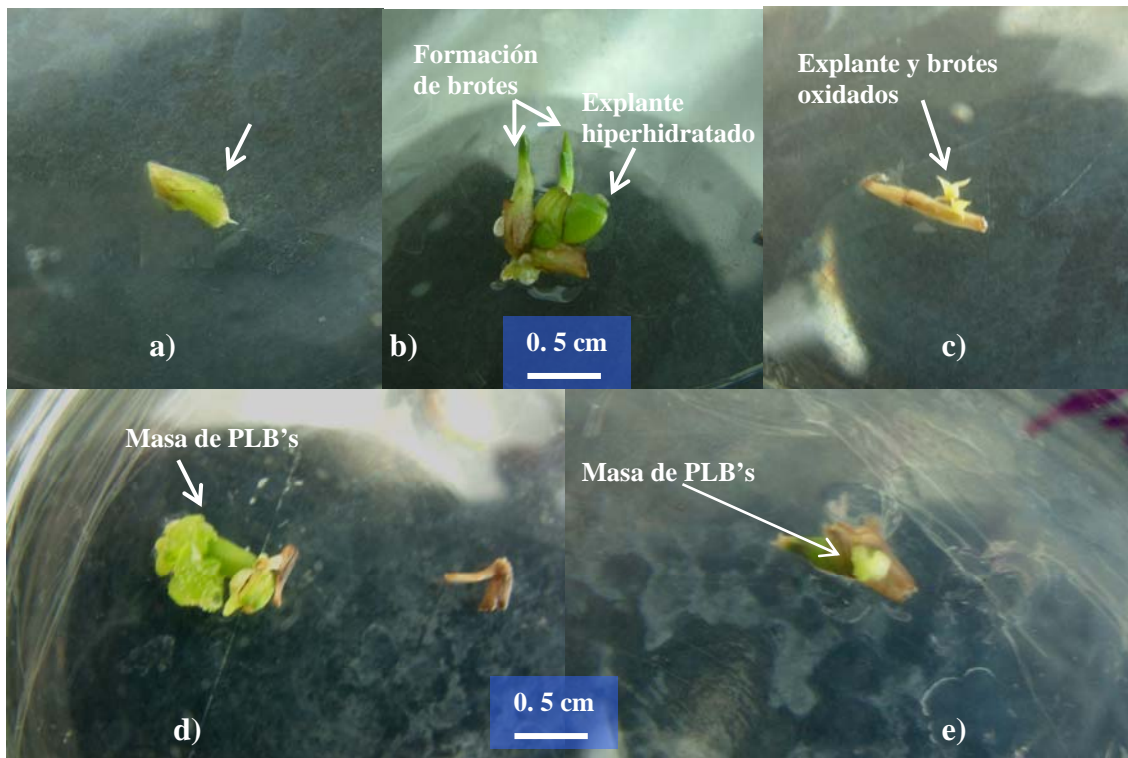 Formación
de brotes
Explante
hiperhidratado
Explante y brotes
oxidados
a)
b)
0. 5 cm
c)
Masa de PLB’s
Masa de PLB’s
d)
0. 5 cm
e)